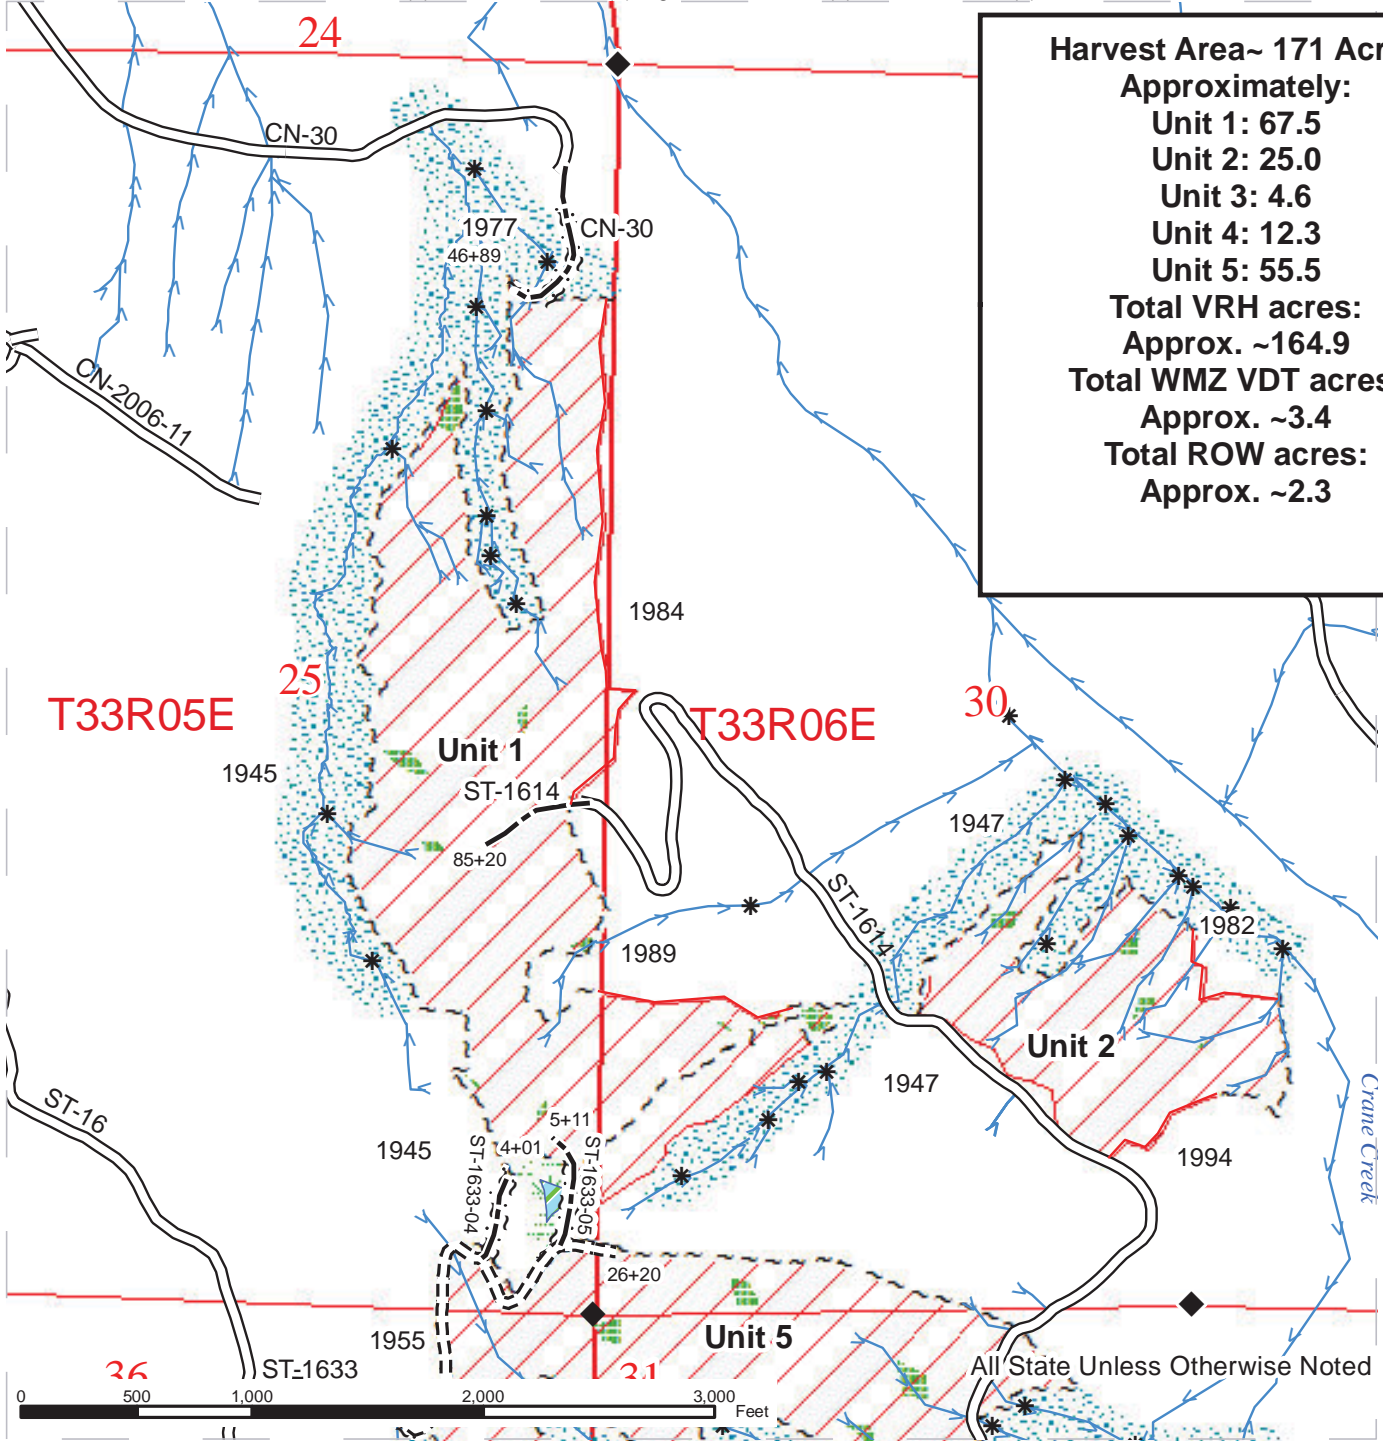 24
Harvest Area~ 171 Acr
Approximately:
Unit 1: 67.5
Unit 2: 25.0
Unit 3: 4.6
Unit 4: 12.3
Unit 5: 55.5
Total VRH acres:
Approx. ~164.9
Total WMZ VDT acres
Approx. ~3.4
Total ROW acres:
Approx. ~2.3
CN-30
1977
CN-30
46+89
CN-2006-11
1984
25
T33R05E
T33R06E
30
Unit 1
1945
ST-1614
85+20
1947
ST-1614
1982
1989
Unit 2
1947
ST-16
Crane Creek
5+11
4+01
1945
ST-1633-04
ST-1633-05
1994
26+20
1955
Unit 5
36
ST-1633
31
All State Unless Otherwise Noted
0 500 1,000 2,000 3,000
Feet